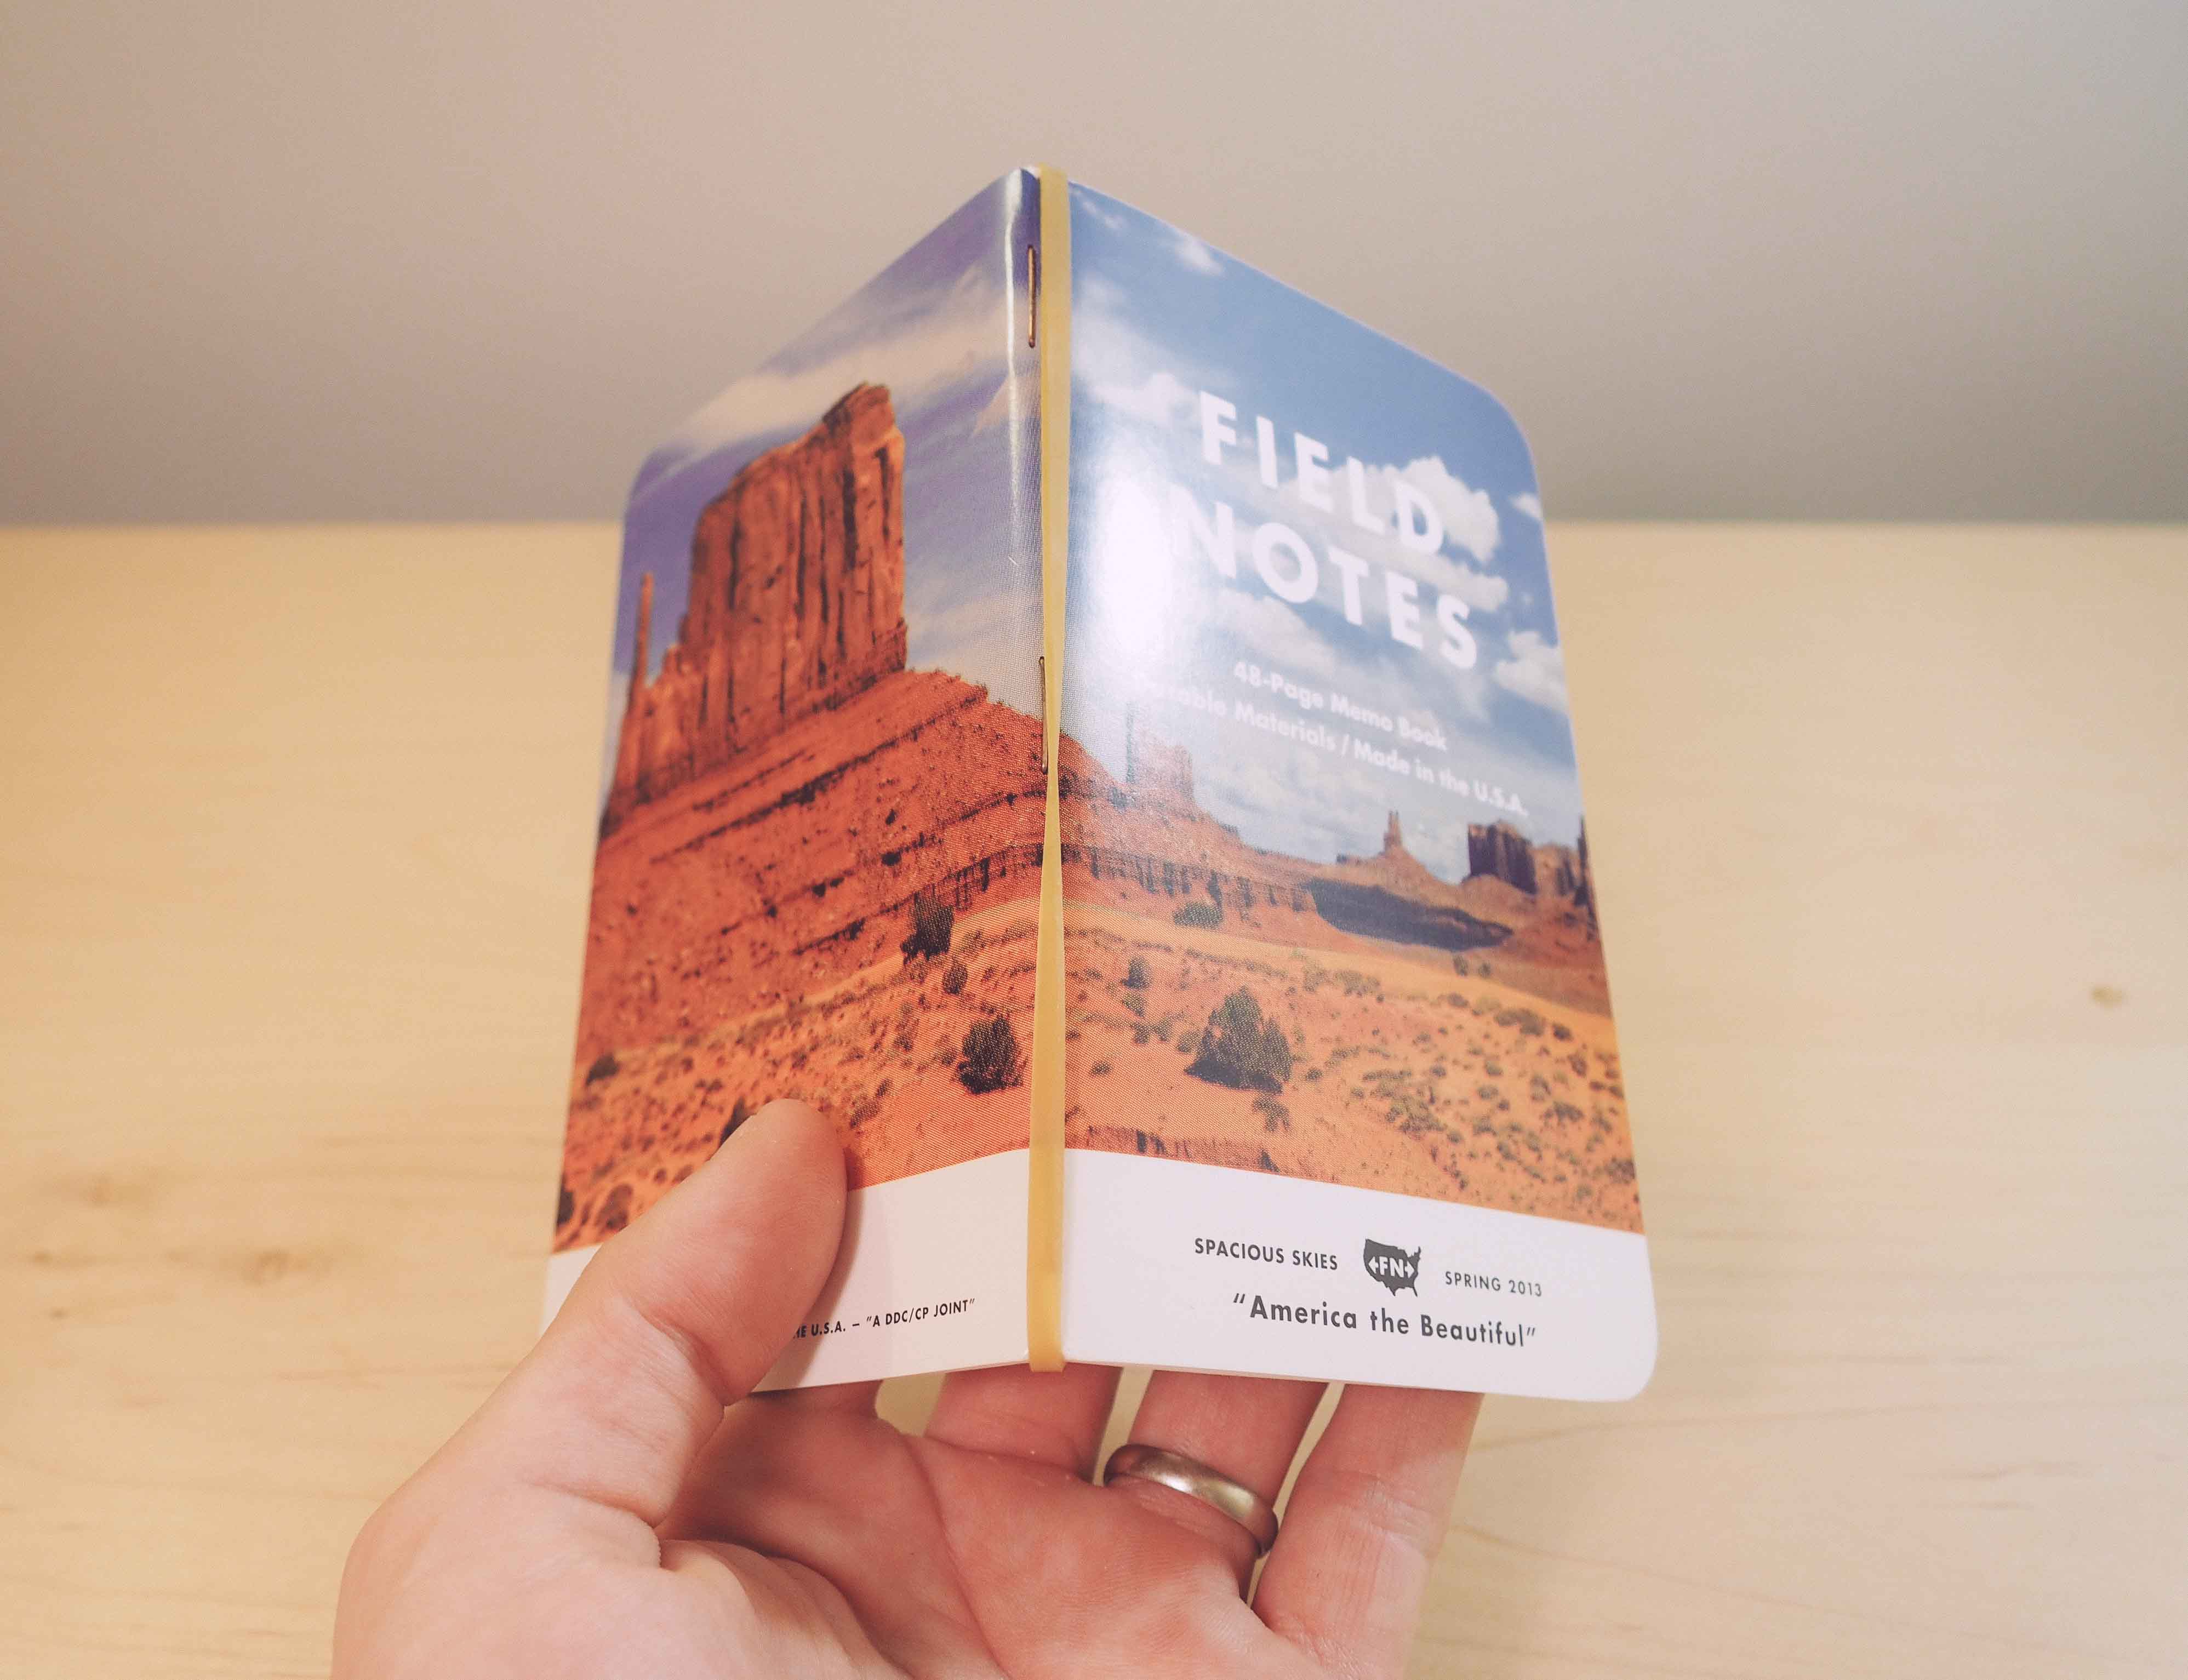 FIELD
NOTES
48-Page Memo Book
Materials / Made in the U.S.A.
SPACIOUS SKIES FN SPRING 2013
"America the Beautiful"
U.S.A. – "A DDC/CP JOINT"